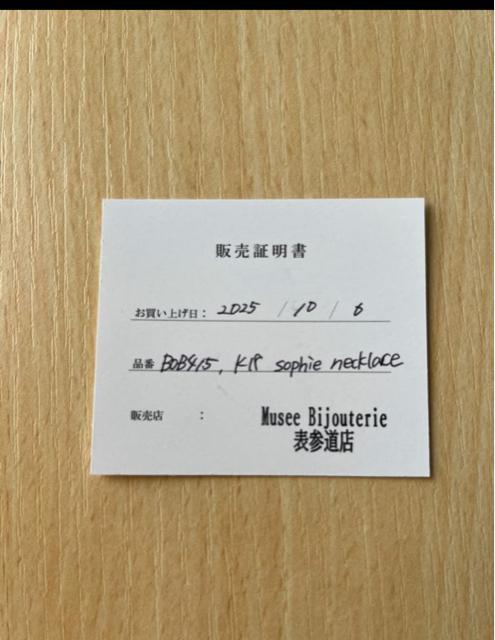 販売証明書
お買い上げ日： 2025 / 10 / 6
品番 BOB415, K18 sophie necklace
販売店 ： Musee Bijouterie
表参道店